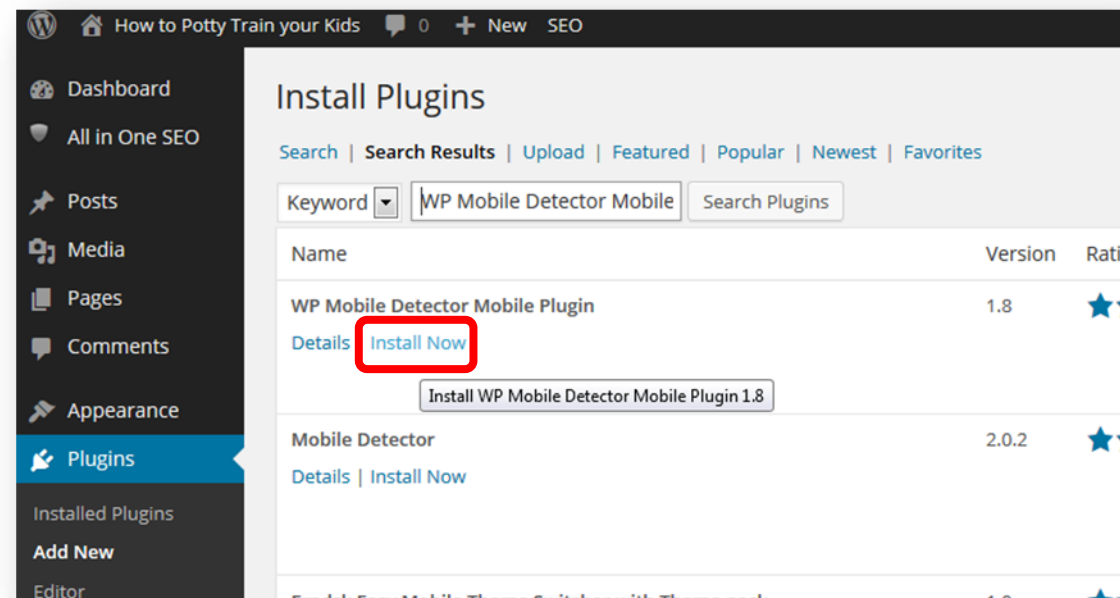 How to Potty Train your Kids 0 New SEO
Dashboard
All in One SEO
Posts
Media
Pages
Comments
Appearance
Plugins
Installed Plugins
Add New
Editor
Install Plugins
Search | Search Results | Upload | Featured | Popular | Newest | Favorites
Keyword WP Mobile Detector Mobile Search Plugins
Name Version Rati
WP Mobile Detector Mobile Plugin 1.8
Details Install Now
Install WP Mobile Detector Mobile Plugin 1.8
Mobile Detector 2.0.2
Details | Install Now